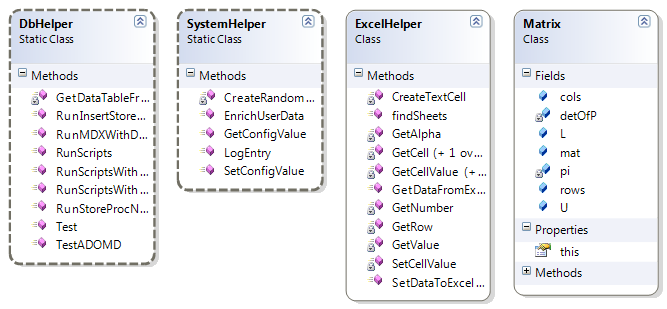 DbHelper
Static Class
Methods
GetDataTableFr...
RunInsertStore...
RunMDXWithD...
RunScripts
RunScriptsWith ...
RunScriptsWith ...
RunStoreProcN...
Test
TestADOMD
SystemHelper
Static Class
Methods
CreateRandom...
EnrichUserData
GetConfigValue
LogEntry
SetConfigValue
ExcelHelper
Class
Methods
CreateTextCell
findSheets
GetAlpha
GetCell (+ 1 ov...
GetCellValue (+...
GetDataFromEx...
GetNumber
GetRow
GetValue
SetCellValue
SetDataToExcel
Matrix
Class
Fields
cols
detOfP
L
mat
pi
rows
U
Properties
this
Methods